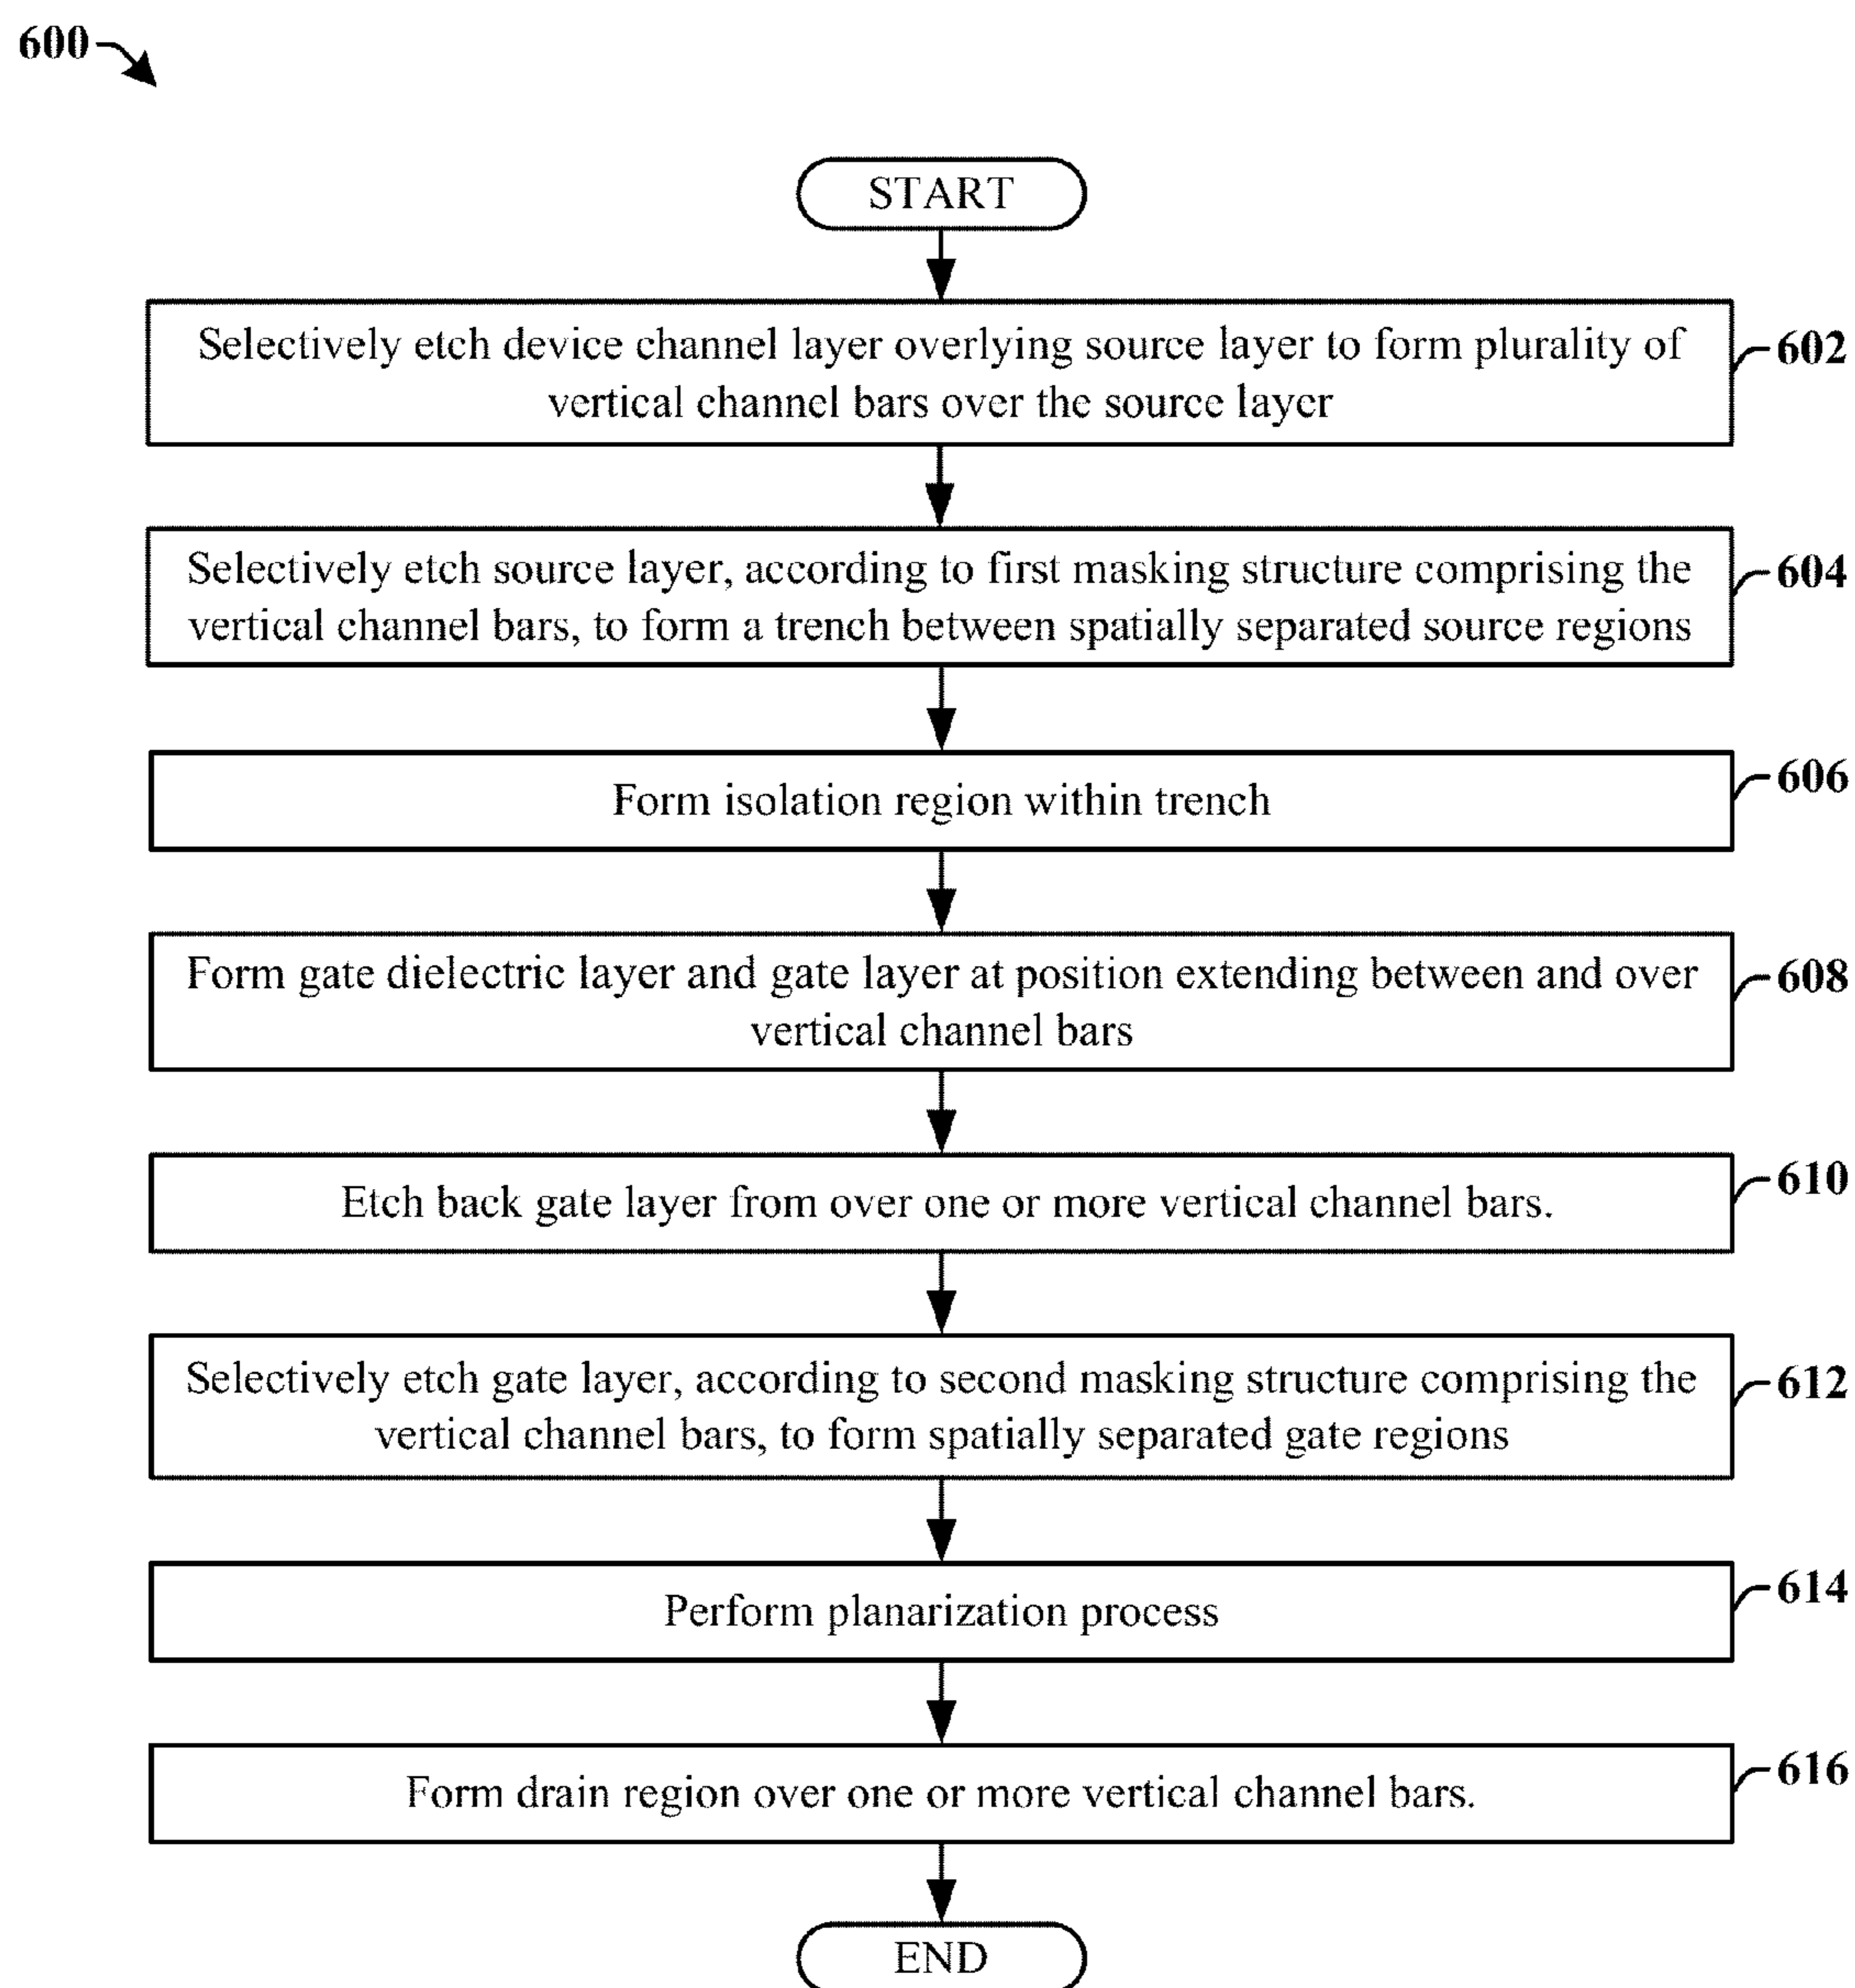 600
START
Selectively etch device channel layer overlying source layer to form plurality of
vertical channel bars over the source layer
602
Selectively etch source layer, according to first masking structure comprising the
vertical channel bars, to form a trench between spatially separated source regions
604
Form isolation region within trench
606
Form gate dielectric layer and gate layer at position extending between and over
vertical channel bars
608
Etch back gate layer from over one or more vertical channel bars.
610
Selectively etch gate layer, according to second masking structure comprising the
vertical channel bars, to form spatially separated gate regions
612
Perform planarization process
614
Form drain region over one or more vertical channel bars.
616
END